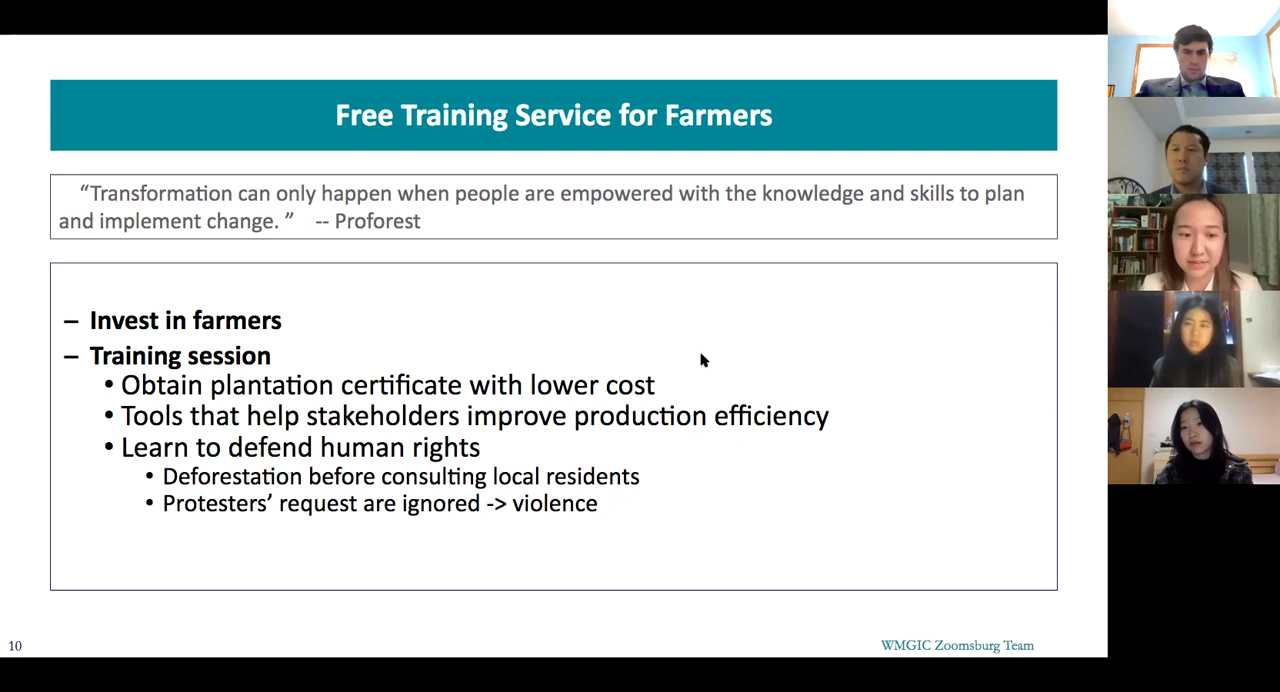 Free Training Service for Farmers
“Transformation can only happen when people are empowered with the knowledge and skills to plan
and implement change. ” -- Proforest
– Invest in farmers
– Training session
• Obtain plantation certificate with lower cost
• Tools that help stakeholders improve production efficiency
• Learn to defend human rights
• Deforestation before consulting local residents
• Protesters’ request are ignored -> violence
10
WMGIC Zoomsburg Team